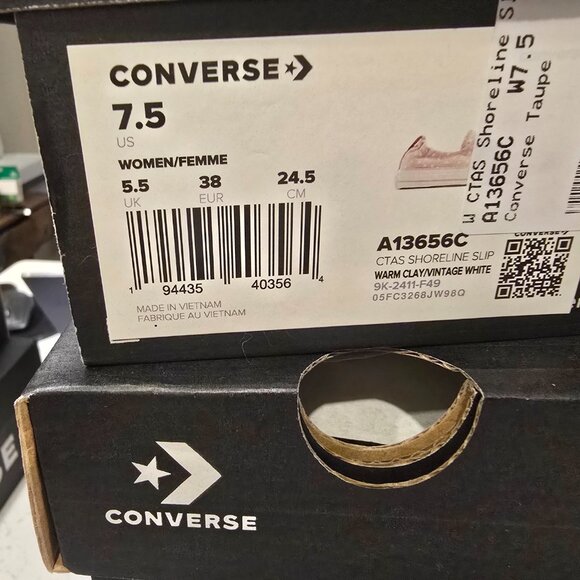 CONVERSE
7.5
US
WOMEN/FEMME
5.5 38 24.5
UK EUR CM
1 94435 40356 4
MADE IN VIETNAM
FABRIQUE AU VIETNAM
A13656C
CTAS SHORELINE SLIP
WARM CLAY/VINTAGE WHITE
9K-2411-F49
05FC3268JW98Q
W CTAS Shoreline
A13656C W7.5
Converse Taupe
CONVERSE
CONVERSE